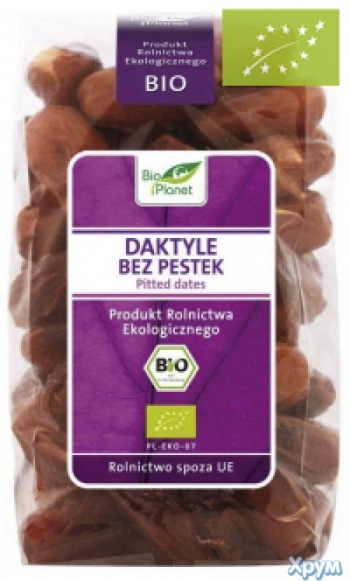 Produkt
Rolnictwa
Ekologicznego
BIO
Bio
Planet
DAKTYLE
BEZ PESTEK
Pitted dates
Produkt Rolnictwa
Ekologicznego
BIO
PL-EKO-07
Rolnictwo spoza UE
Хрум